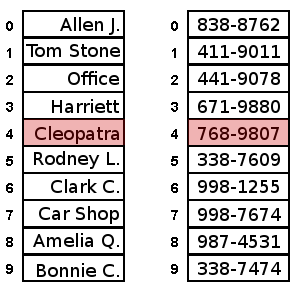 0 Allen J. 0 838-8762
1 Tom Stone 1 411-9011
2 Office 2 441-9078
3 Harriett 3 671-9880
4 Cleopatra 4 768-9807
5 Rodney L. 5 338-7609
6 Clark C. 6 998-1255
7 Car Shop 7 998-7674
8 Amelia Q. 8 987-4531
9 Bonnie C. 9 338-7474